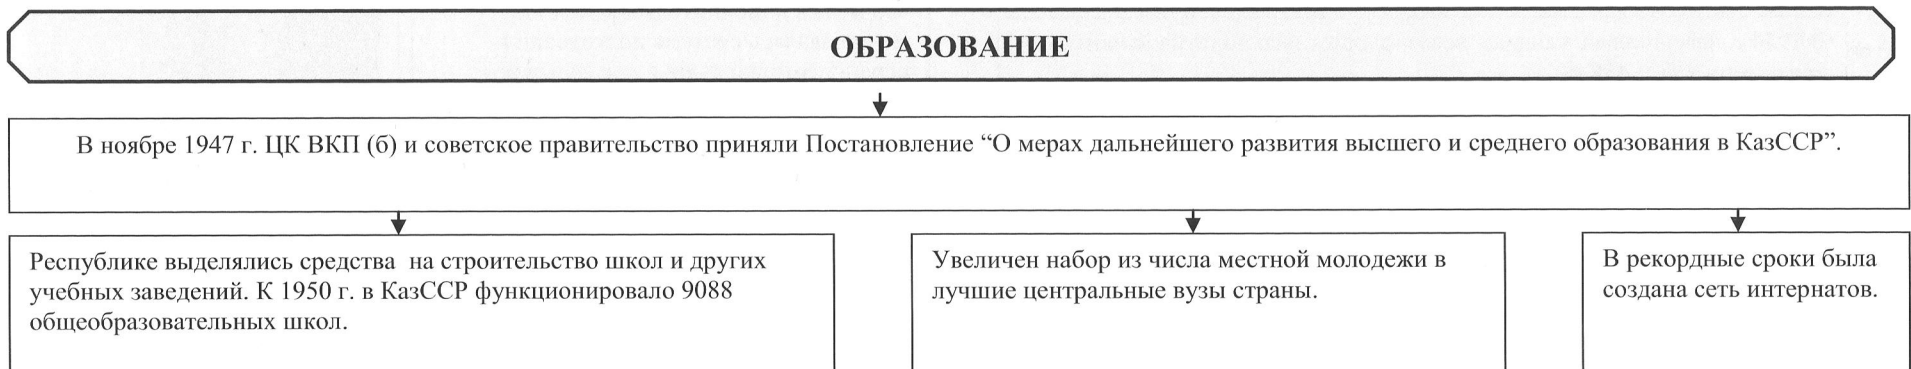 ОБРАЗОВАНИЕ
В ноябре 1947 г. ЦК ВКП (б) и советское правительство приняли Постановление “О мерах дальнейшего развития высшего и среднего образования в КазССР”.
Республике выделялись средства на строительство школ и других
учебных заведений. К 1950 г. в КазССР функционировало 9088
общеобразовательных школ.
Увеличен набор из числа местной молодежи в
лучшие центральные вузы страны.
В рекордные сроки была
создана сеть интернатов.